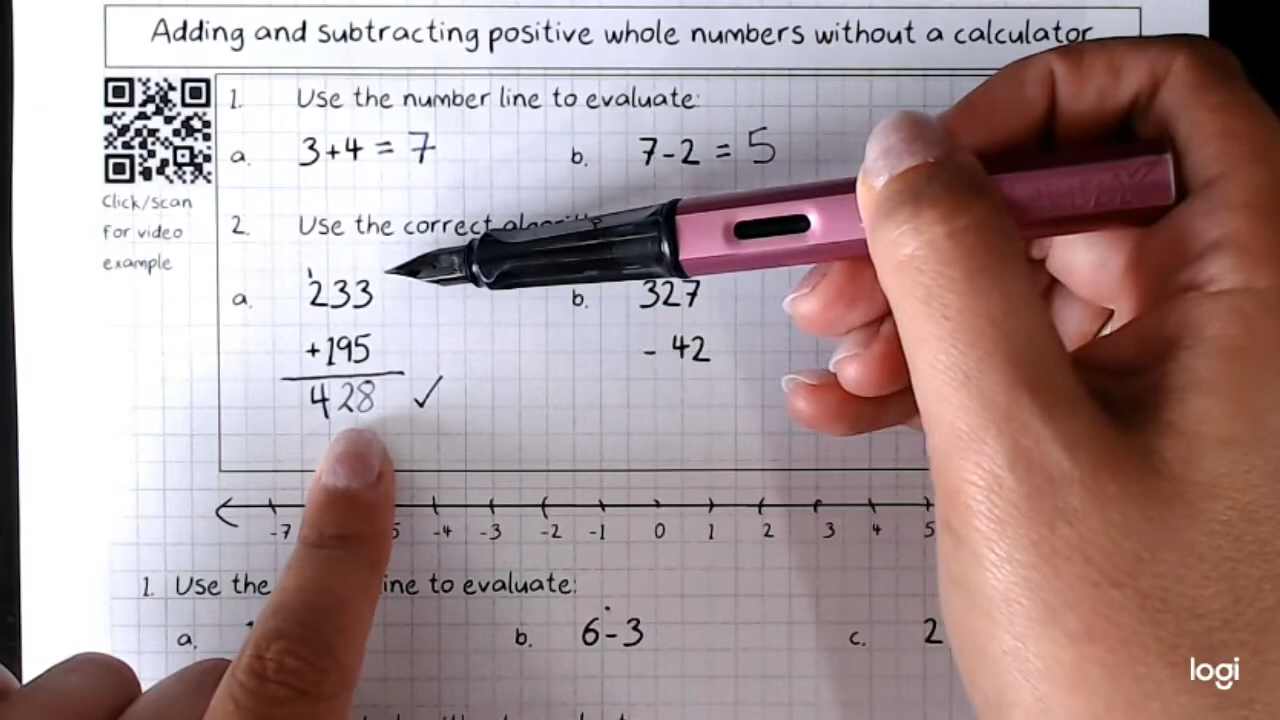 Adding and subtracting positive whole numbers without a calculator
1. Use the number line to evaluate:
a. 3+4 = 7 b. 7-2 = 5
Click/scan
for video
example
2. Use the correct
a. 233 b. 327
1
+195 - 42
428 ✓
-7 -4 -3 -2 -1 0 1 2 3 4 5
1. Use the line to evaluate:
a. b. 6-3 c. 2
logi